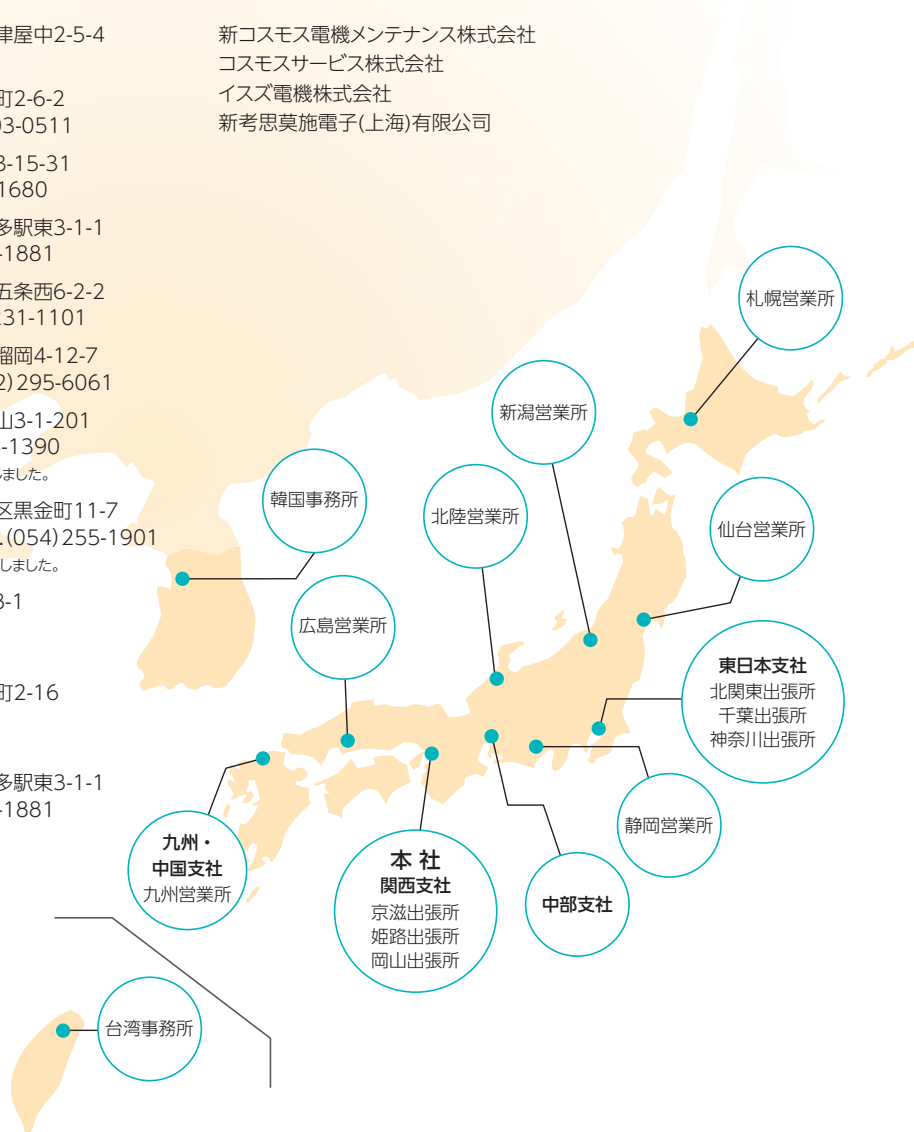 津屋中2-5-4
町2-6-2
93-0511
3-15-31
1680
多駅東3-1-1
-1881
五条西6-2-2
231-1101
榴岡4-12-7
2)295-6061
山3-1-201
-1390
しました。
区黒金町11-7
.(054)255-1901
しました。
3-1
町2-16
多駅東3-1-1
-1881
新コスモス電機メンテナンス株式会社
コスモスサービス株式会社
イスズ電機株式会社
新考思莫施電子(上海)有限公司
札幌営業所
新潟営業所
韓国事務所
北陸営業所
仙台営業所
広島営業所
東日本支社
北関東出張所
千葉出張所
神奈川出張所
静岡営業所
九州・
中国支社
九州営業所
本 社
関西支社
京滋出張所
姫路出張所
岡山出張所
中部支社
台湾事務所